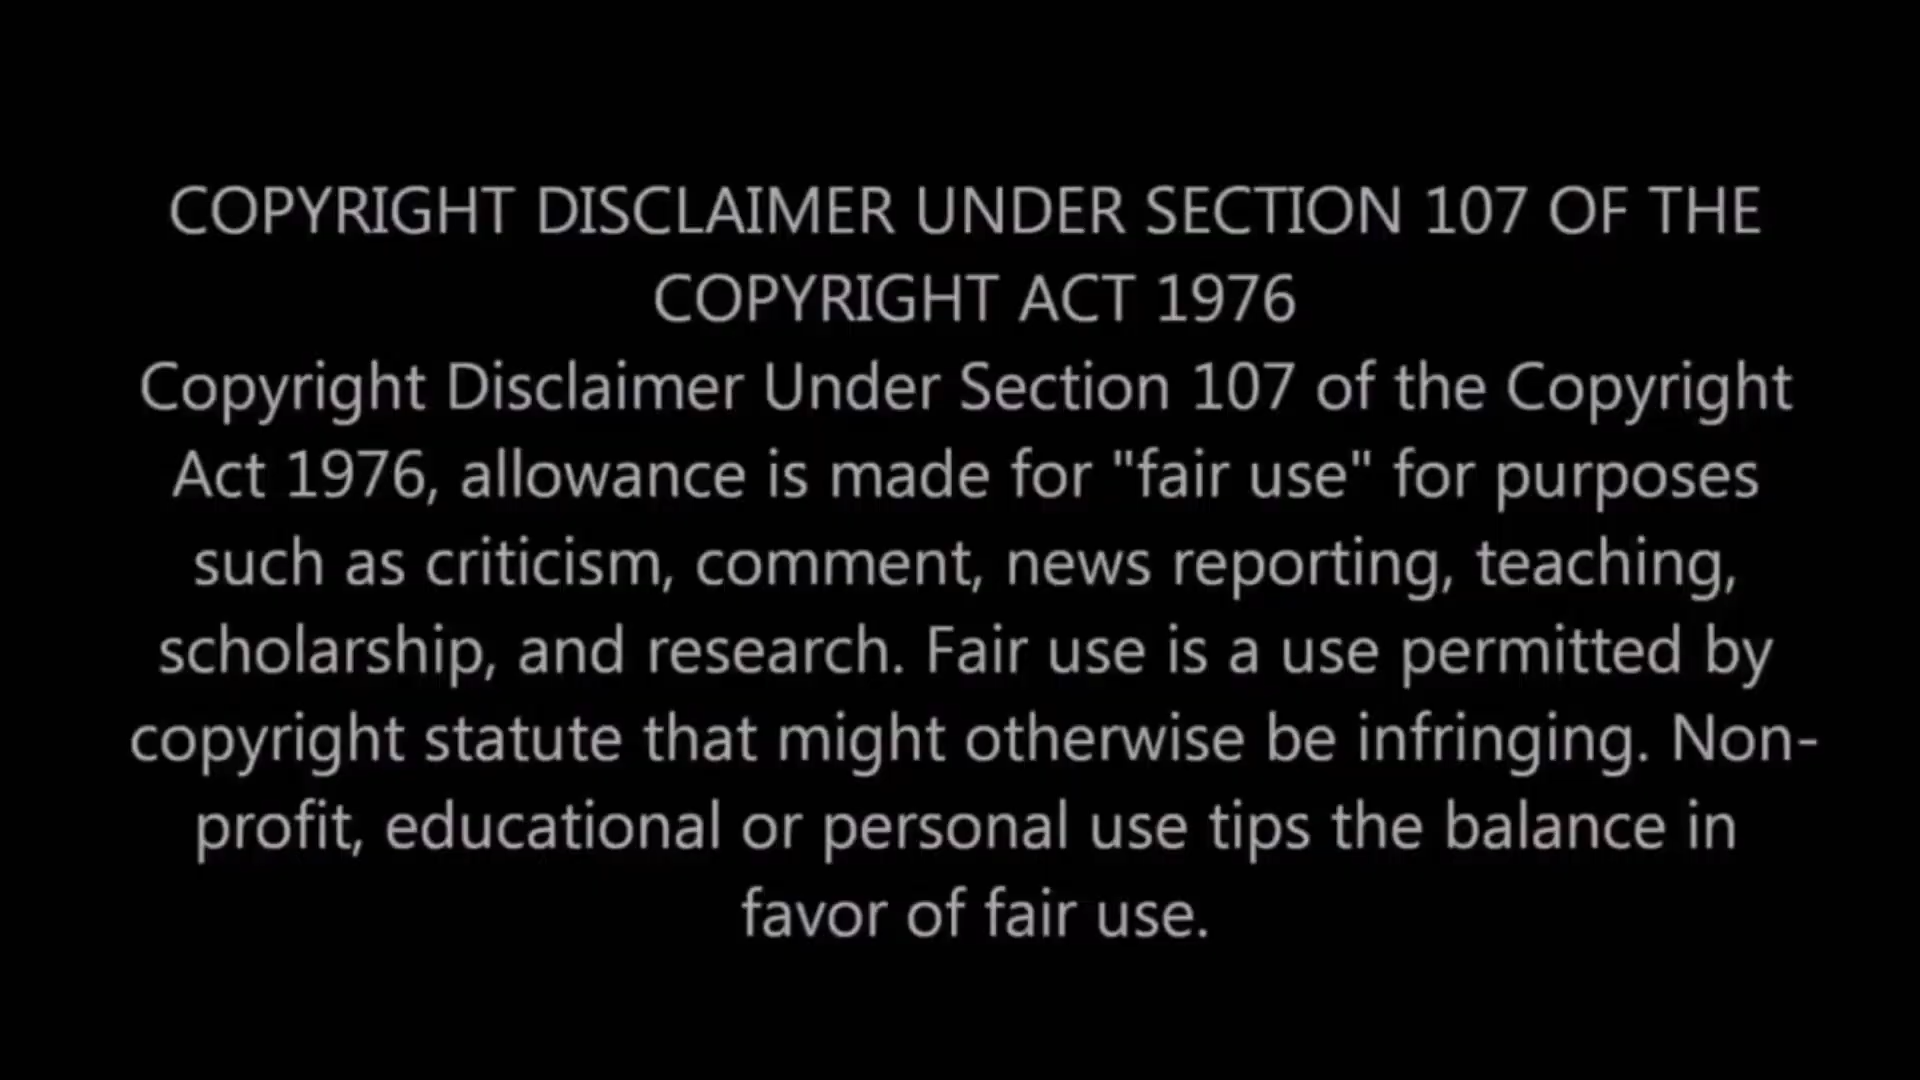 COPYRIGHT DISCLAIMER UNDER SECTION 107 OF THE
COPYRIGHT ACT 1976
Copyright Disclaimer Under Section 107 of the Copyright
Act 1976, allowance is made for "fair use" for purposes
such as criticism, comment, news reporting, teaching,
scholarship, and research. Fair use is a use permitted by
copyright statute that might otherwise be infringing. Non-
profit, educational or personal use tips the balance in
favor of fair use.